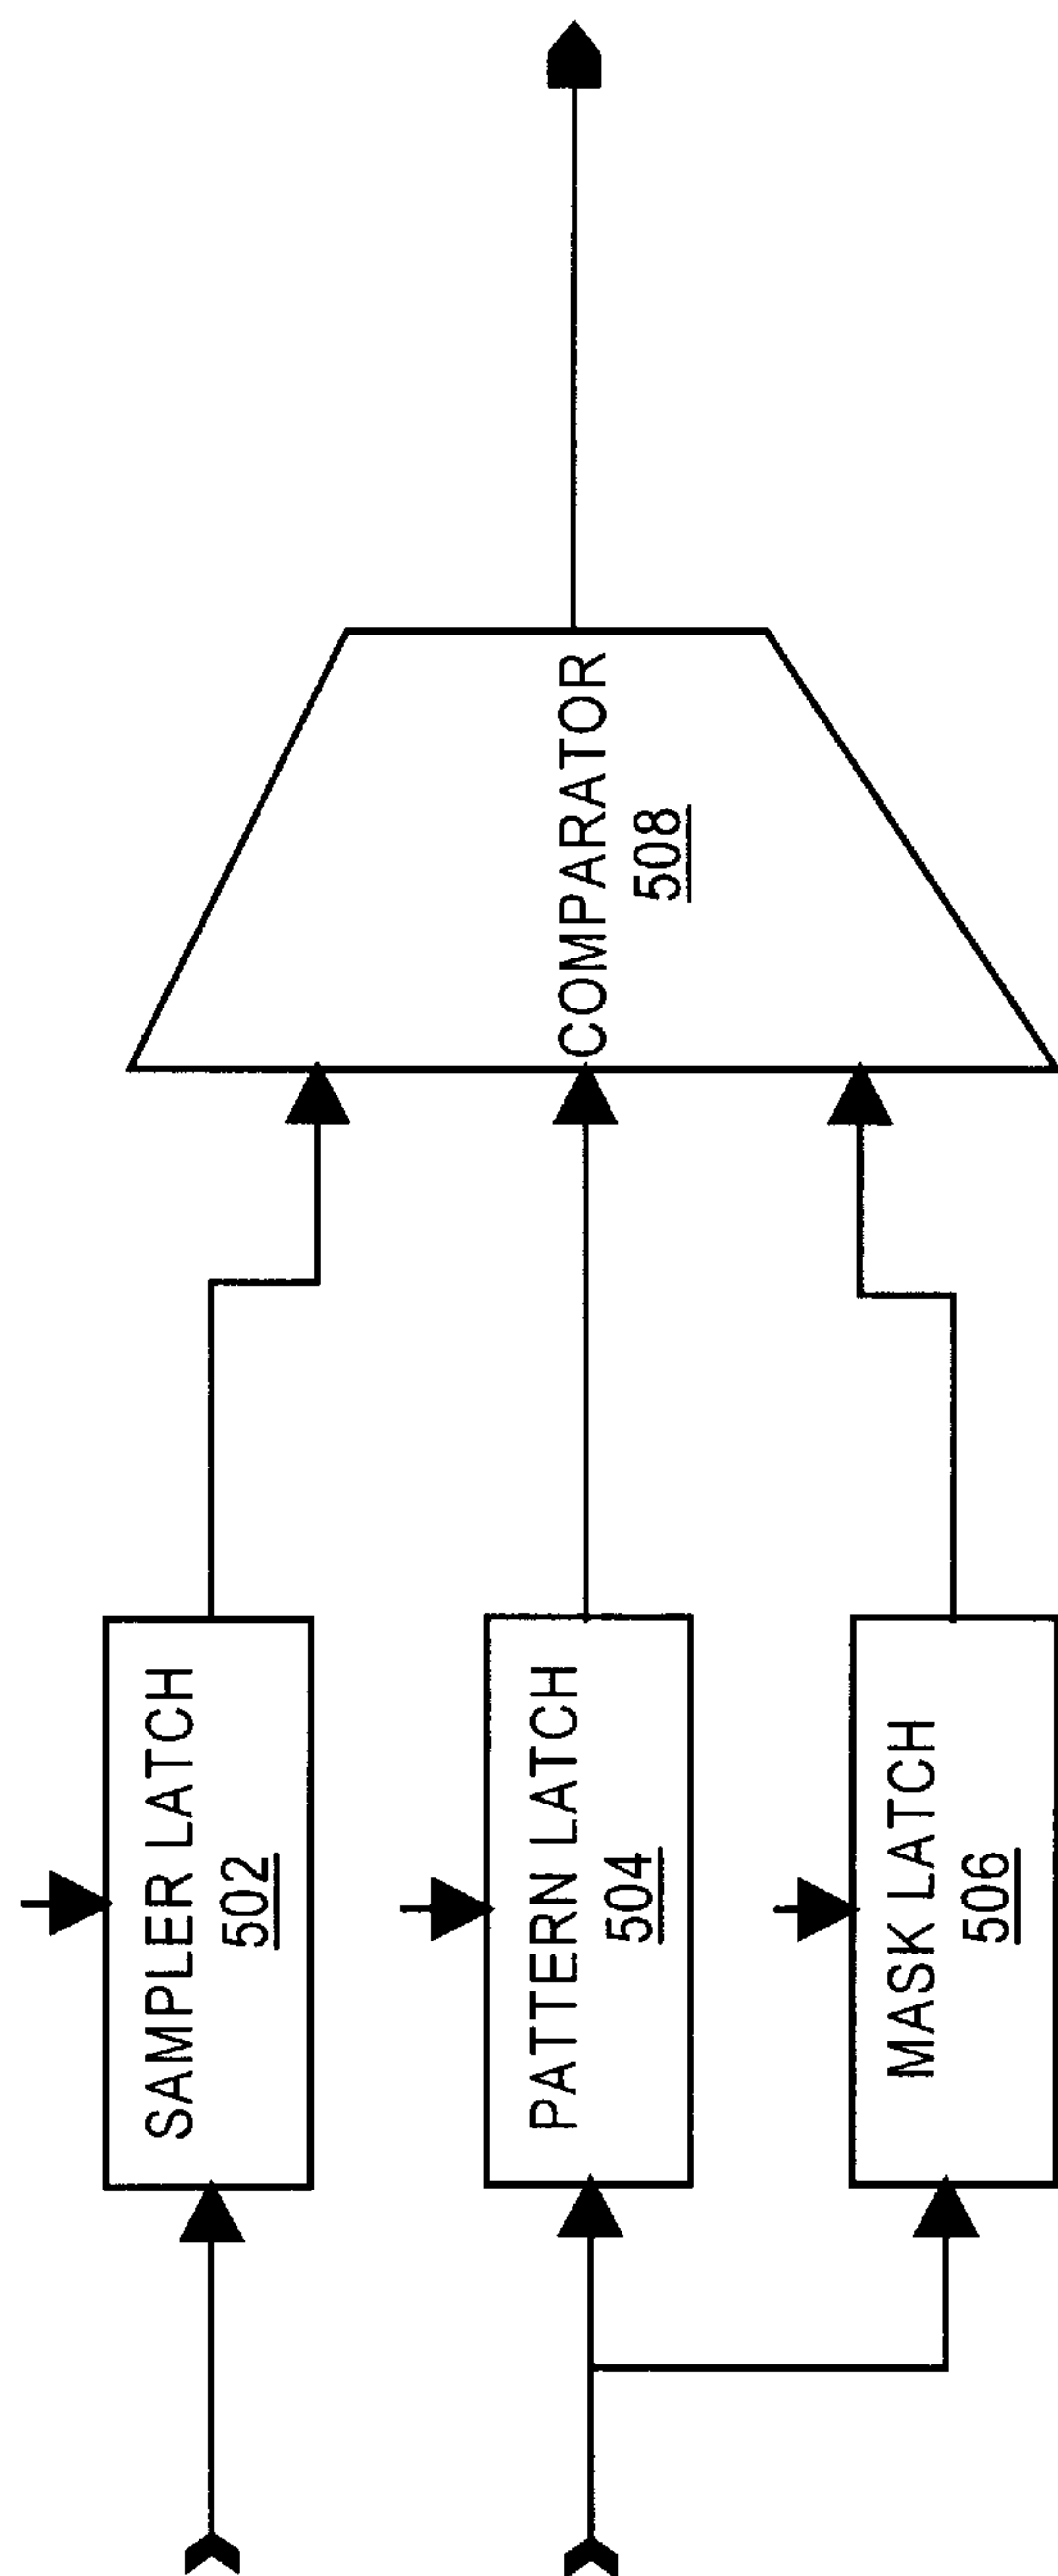 SAMPLER LATCH
502
PATTERN LATCH
504
MASK LATCH
506
COMPARATOR
508